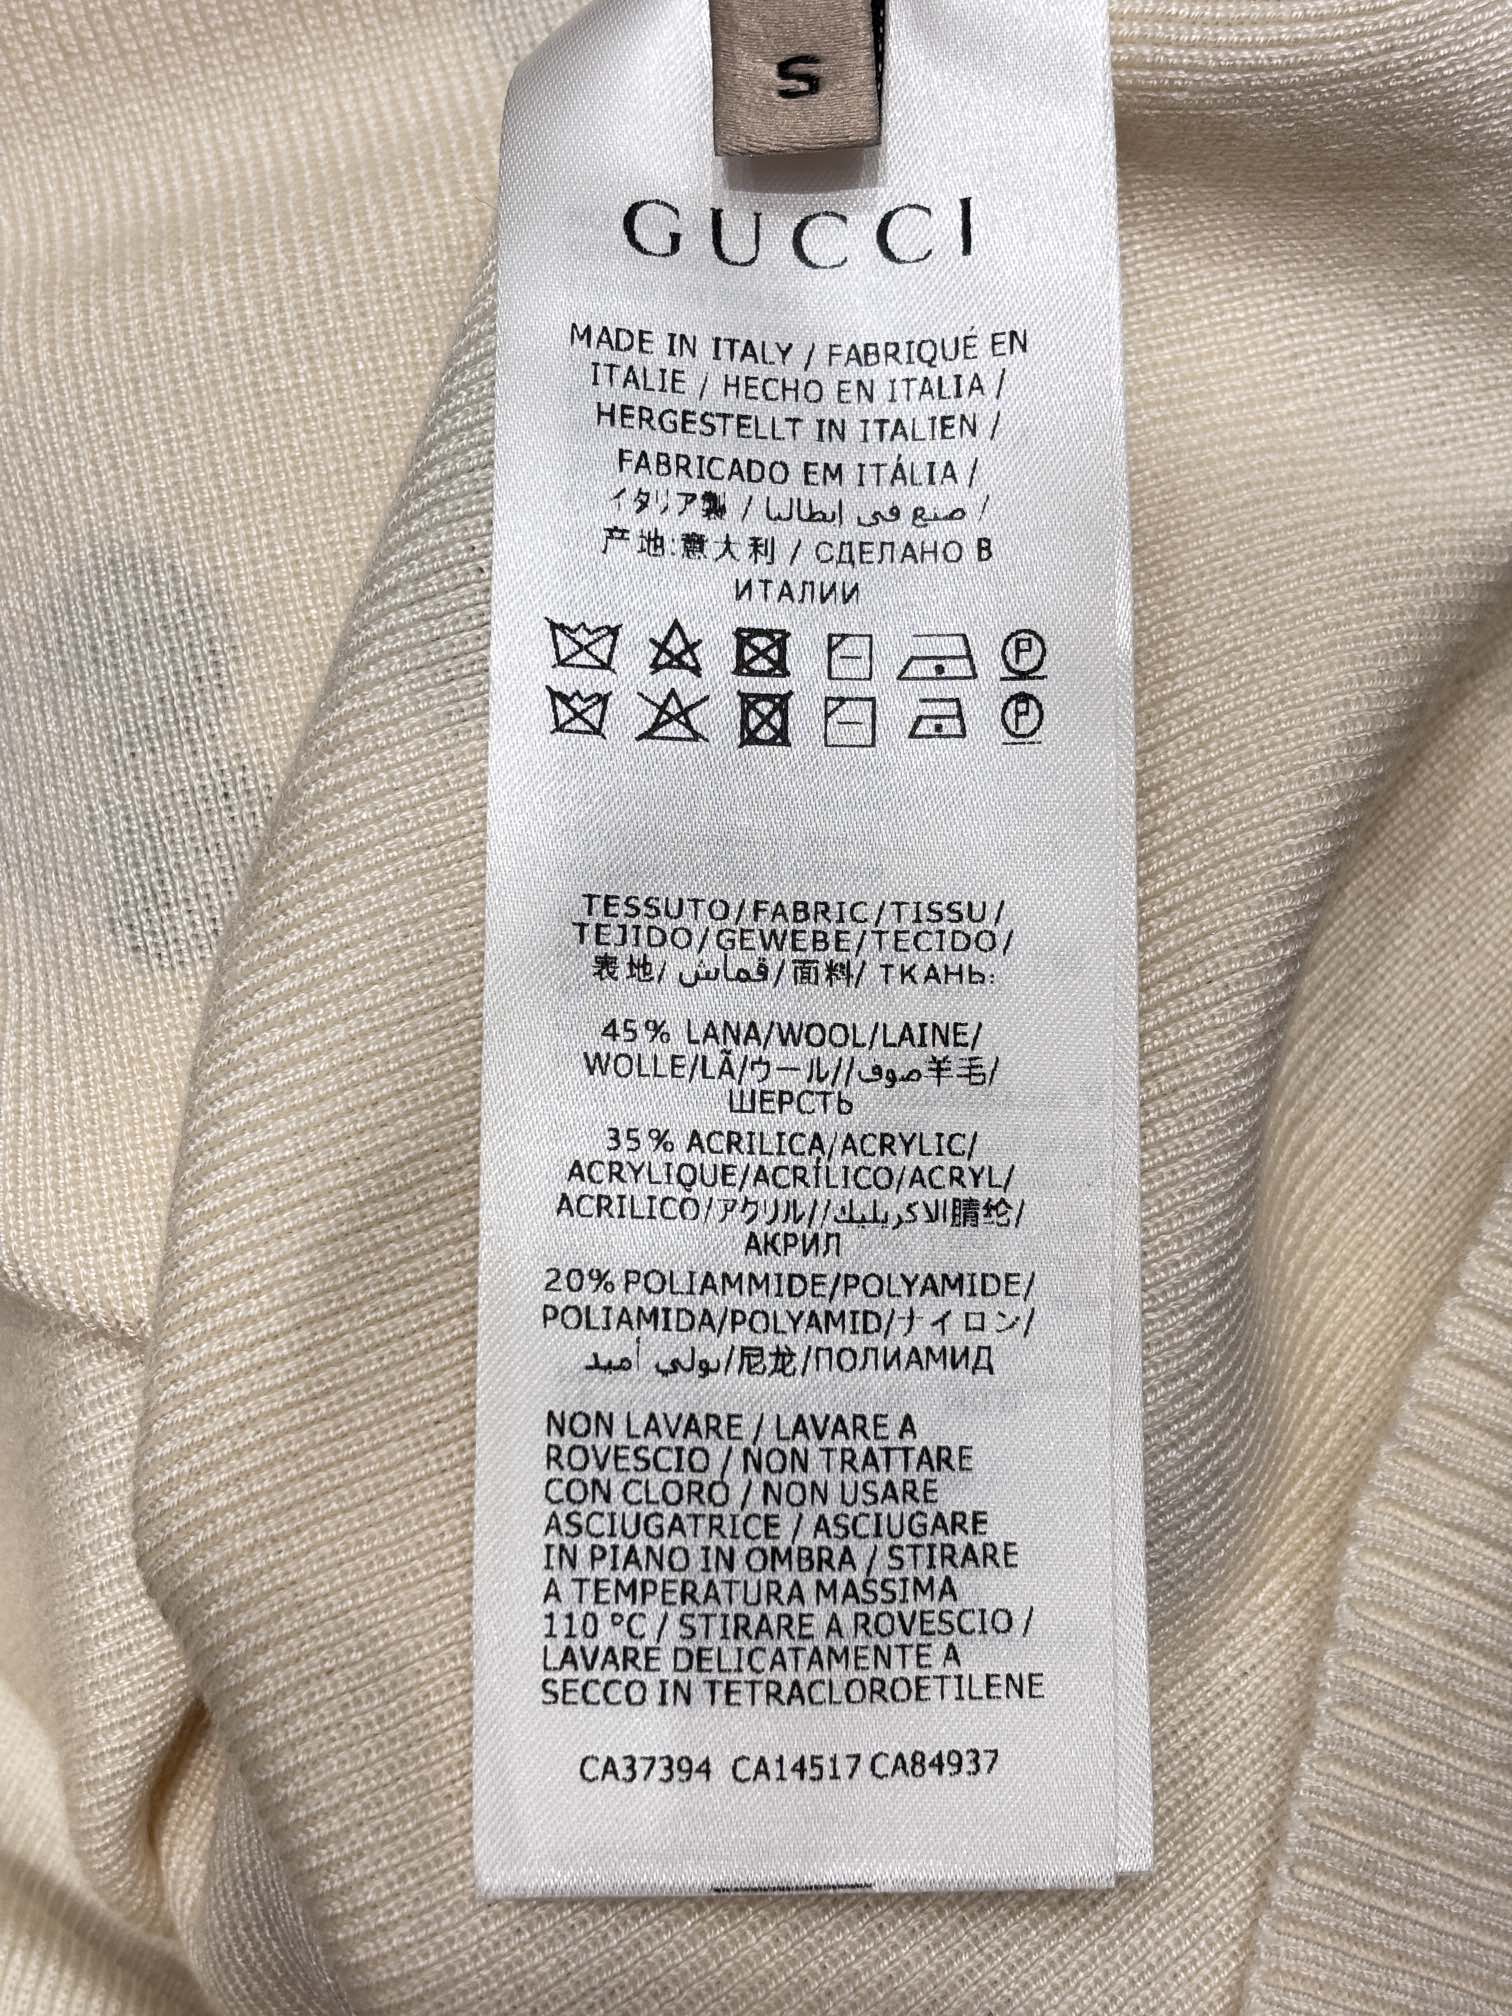 S
GUCCI
MADE IN ITALY / FABRIQUÉ EN
ITALIE / HECHO EN ITALIA /
HERGESTELLT IN ITALIEN /
FABRICADO EM ITÁLIA /
イタリア製 / صنع في إيطاليا /
产地:意大利 / СДЕЛАНО В
ИТАЛИИ
TESSUTO/FABRIC/TISSU/
TEJIDO/GEWEBE/TECIDO/
表地/ قماش/面料/ ТКАНЬ:
45% LANA/WOOL/LAINE/
WOLLE/LÃ/ウール//صوف羊毛/
ШЕРСТЬ
35% ACRILICA/ACRYLIC/
ACRYLIQUE/ACRÍLICO/ACRYL/
ACRILICO/アクリル//الاكريليك腈纶/
АКРИЛ
20% POLIAMMIDE/POLYAMIDE/
POLIAMIDA/POLYAMID/ナイロン/
بولي أميد/尼龙/ПОЛИАМИД
NON LAVARE / LAVARE A
ROVESCIO / NON TRATTARE
CON CLORO / NON USARE
ASCIUGATRICE / ASCIUGARE
IN PIANO IN OMBRA / STIRARE
A TEMPERATURA MASSIMA
110 °C / STIRARE A ROVESCIO /
LAVARE DELICATAMENTE A
SECCO IN TETRACLOROETILENE
CA37394 CA14517 CA84937